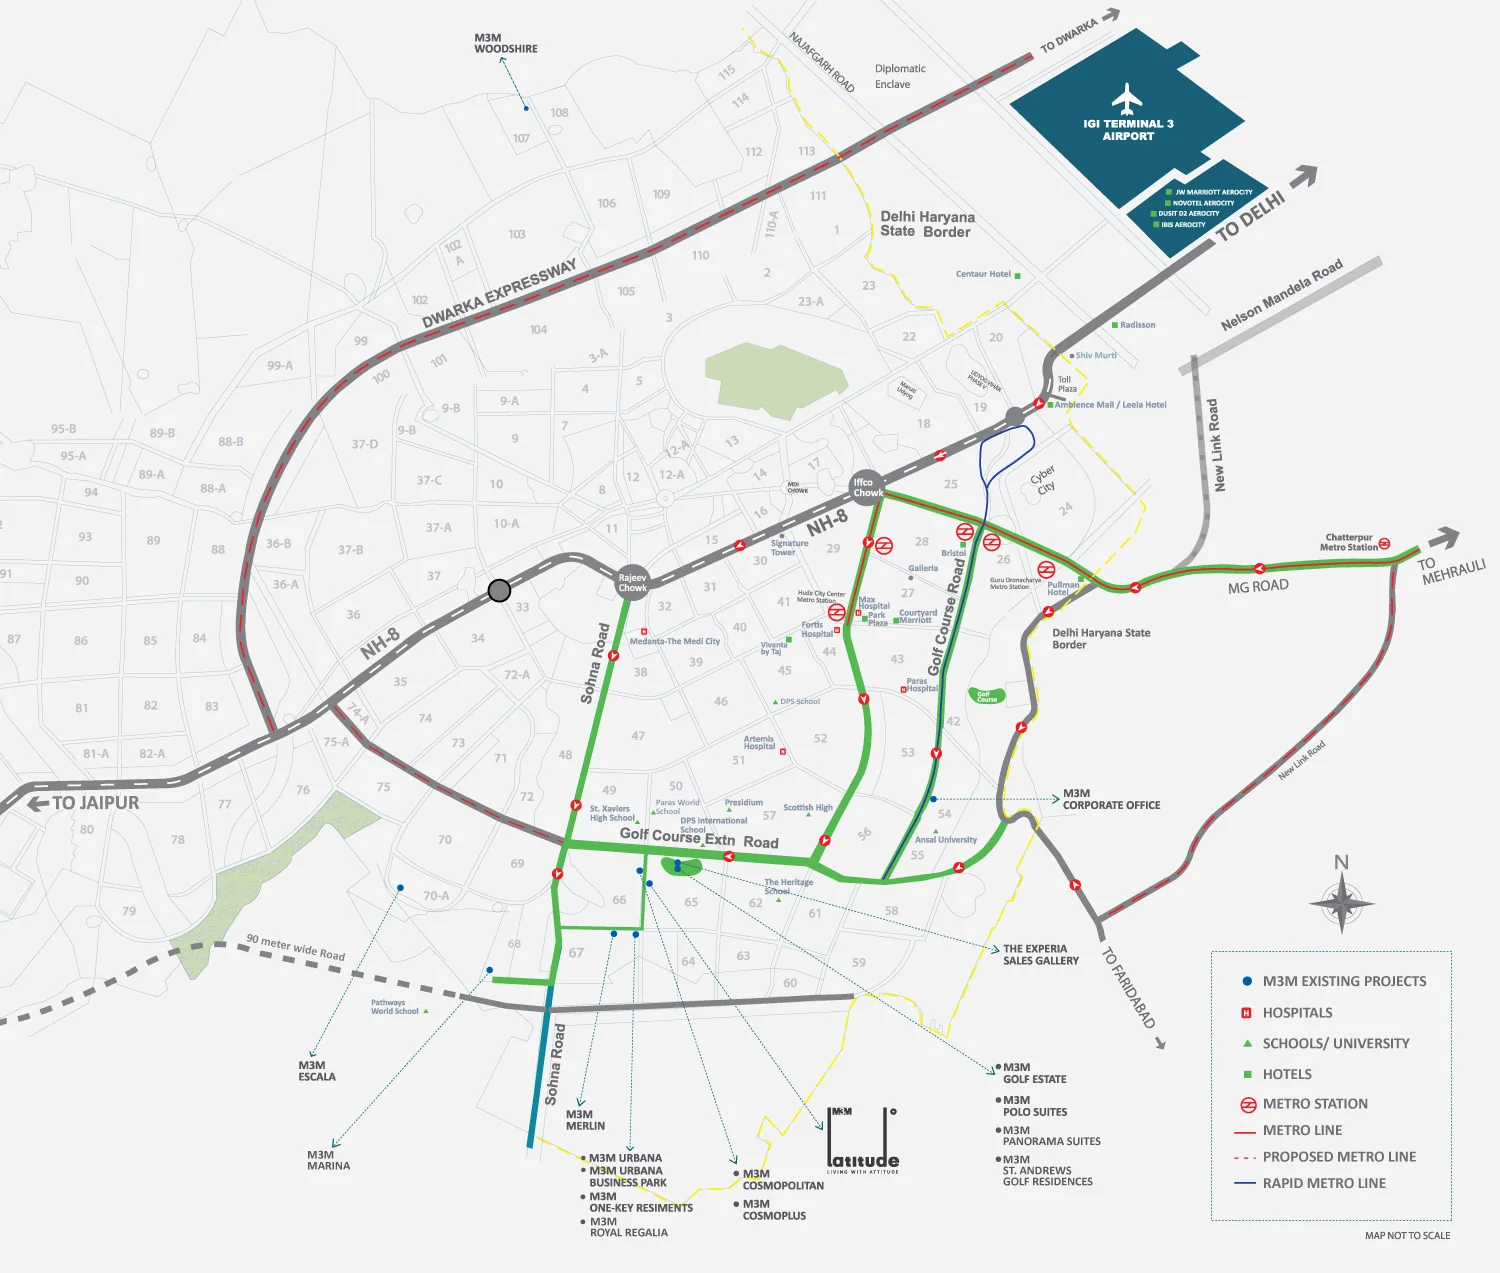 M3M
WOODSHIRE
NAJAFGARH ROAD
Diplomatic
Enclave
TO DWARKA
IGI TERMINAL 3
AIRPORT
JW MARRIOTT AEROCITY
NOVOTEL AEROCITY
DUSIT D2 AEROCITY
IBIS AEROCITY
TO DELHI
115
114
108
107
112
113
109
106
111
110-A
1
103
102
A
110
2
105
102
104
3
23-A
23
22
20
Delhi Haryana
State Border
Centaur Hotel
Radisson
Nelson Mandela Road
Shiv Murti
Toll
Plaza
Ambience Mall / Leela Hotel
DWARKA EXPRESSWAY
99
99-A
100
101
3-A
4
5
9-A
9-B
9-B
7
9
Maruti
Udyog
UDYOG VIHAR
PHASE V
19
18
95-B
95-A
89-B
88-B
37-D
89-A
88-A
94
37-C
10
8
12
12-A
12-A
13
14
17
MDI
CHOWK
16
Iffco
Chowk
25
Cyber
City
24
New Link Road
93
89
88
36-B
37-A
37-B
10-A
11
15
NH-8
Signature
Tower
30
29
28
Bristol
26
Guru Dronacharya
Metro Station
Pullman
Hotel
Chatterpur
Metro Station
TO
MEHRAULI
MG ROAD
91
90
36-A
37
36
33
Rajeev
Chowk
32
31
41
Galleria
27
Huda City Center
Metro Station
Max
Hospital
Park
Plaza
Courtyard
Marriott
Fortis
Hospital
Golf Course Road
Delhi Haryana State
Border
87
86
85
84
NH-8
34
35
72-A
Sohna Road
Medanta-The Medi City
40
Vivanta
by Taj
38
39
45
44
43
Paras
Hospital
Golf
Course
81
82
83
74-A
74
75-A
73
46
DPS School
42
47
52
53
81-A
82-A
71
48
Artemis
Hospital
51
TO JAIPUR
77
76
75
72
49
50
57
St. Xaviers
High School
Paras World
School
DPS International
School
Presidium
Scottish High
56
54
55
Ansal University
M3M
CORPORATE OFFICE
New Link Road
80
78
70
69
Golf Course Extn Road
79
70-A
66
65
62
The Heritage
School
61
58
90 meter wide Road
68
67
64
63
60
59
Pathways
World School
THE EXPERIA
SALES GALLERY
TO FARIDABAD
N
M3M
ESCALA
M3M
MARINA
Sohna Road
M3M
MERLIN
M3M URBANA
M3M URBANA
BUSINESS PARK
M3M
ONE-KEY RESIMENTS
M3M
ROYAL REGALIA
M3M
COSMOPOLITAN
M3M
COSMOPLUS
M3M
Latitude
LIVING WITH ATTITUDE
M3M
GOLF ESTATE
M3M
POLO SUITES
M3M
PANORAMA SUITES
M3M
ST. ANDREWS
GOLF RESIDENCES
M3M EXISTING PROJECTS
H HOSPITALS
SCHOOLS/ UNIVERSITY
HOTELS
METRO STATION
METRO LINE
PROPOSED METRO LINE
RAPID METRO LINE
MAP NOT TO SCALE